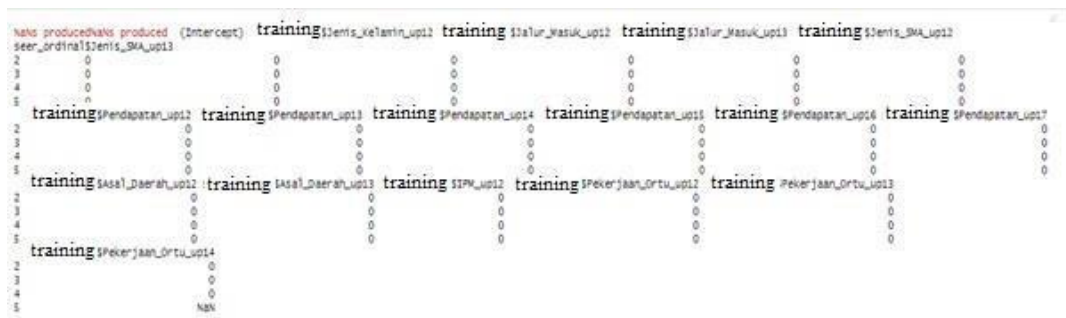 NaNs producedNaNs produced (Intercept) training$Jenis_Kelamin_up12 training $Jalur_Masuk_up12 training$Jalur_Masuk_up13 training $Jenis_SMA_up12
seer_ordinal$Jenis_SMA_up13
2 0 0 0 0 0 0
3 0 0 0 0 0 0
4 0 0 0 0 0 0
5 0 0 0 0 0 0
training$Pendapatan_up12 training $Pendapatan_up13 training $Pendapatan_up14 training$Pendapatan_up15 training $Pendapatan_up16 training $Pendapatan_up17
2 0 0 0 0 0 0
3 0 0 0 0 0 0
4 0 0 0 0 0 0
5 0 0 0 0 0 0
training$Asal_Daerah_up12 training $Asal_Daerah_up13 training $IPM_up12 training$Pekerjaan_Ortu_up12 training Pekerjaan_Ortu_up13
2 0 0 0 0 0
3 0 0 0 0 0
4 0 0 0 0 0
5 0 0 0 0 0
training$Pekerjaan_Ortu_up14
2 0
3 0
4 0
5 NaN